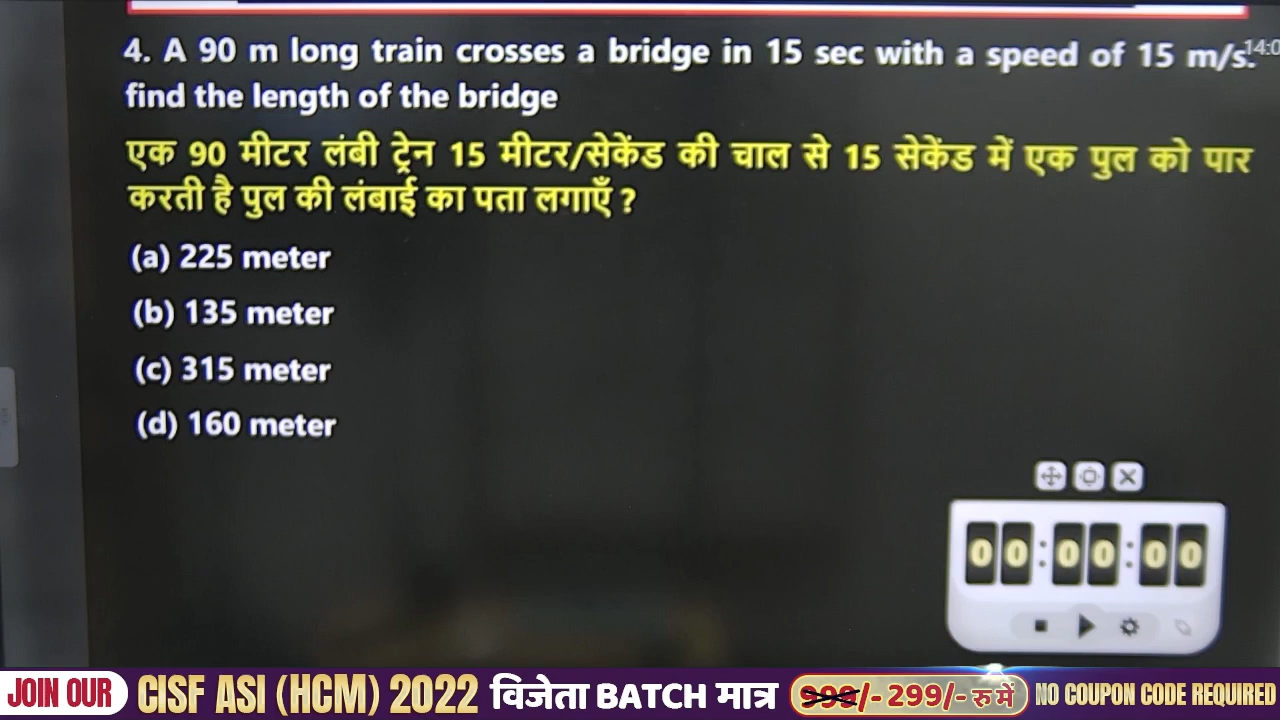 14:0
4. A 90 m long train crosses a bridge in 15 sec with a speed of 15 m/s.
find the length of the bridge
एक 90 मीटर लंबी ट्रेन 15 मीटर/सेकेंड की चाल से 15 सेकेंड में एक पुल को पार
करती है पुल की लंबाई का पता लगाएँ ?
(a) 225 meter
(b) 135 meter
(c) 315 meter
(d) 160 meter
00:00:00
JOIN OUR CISF ASI (HCM) 2022 विजेता BATCH मात्र 999/- 299/- रु में NO COUPON CODE REQUIRED